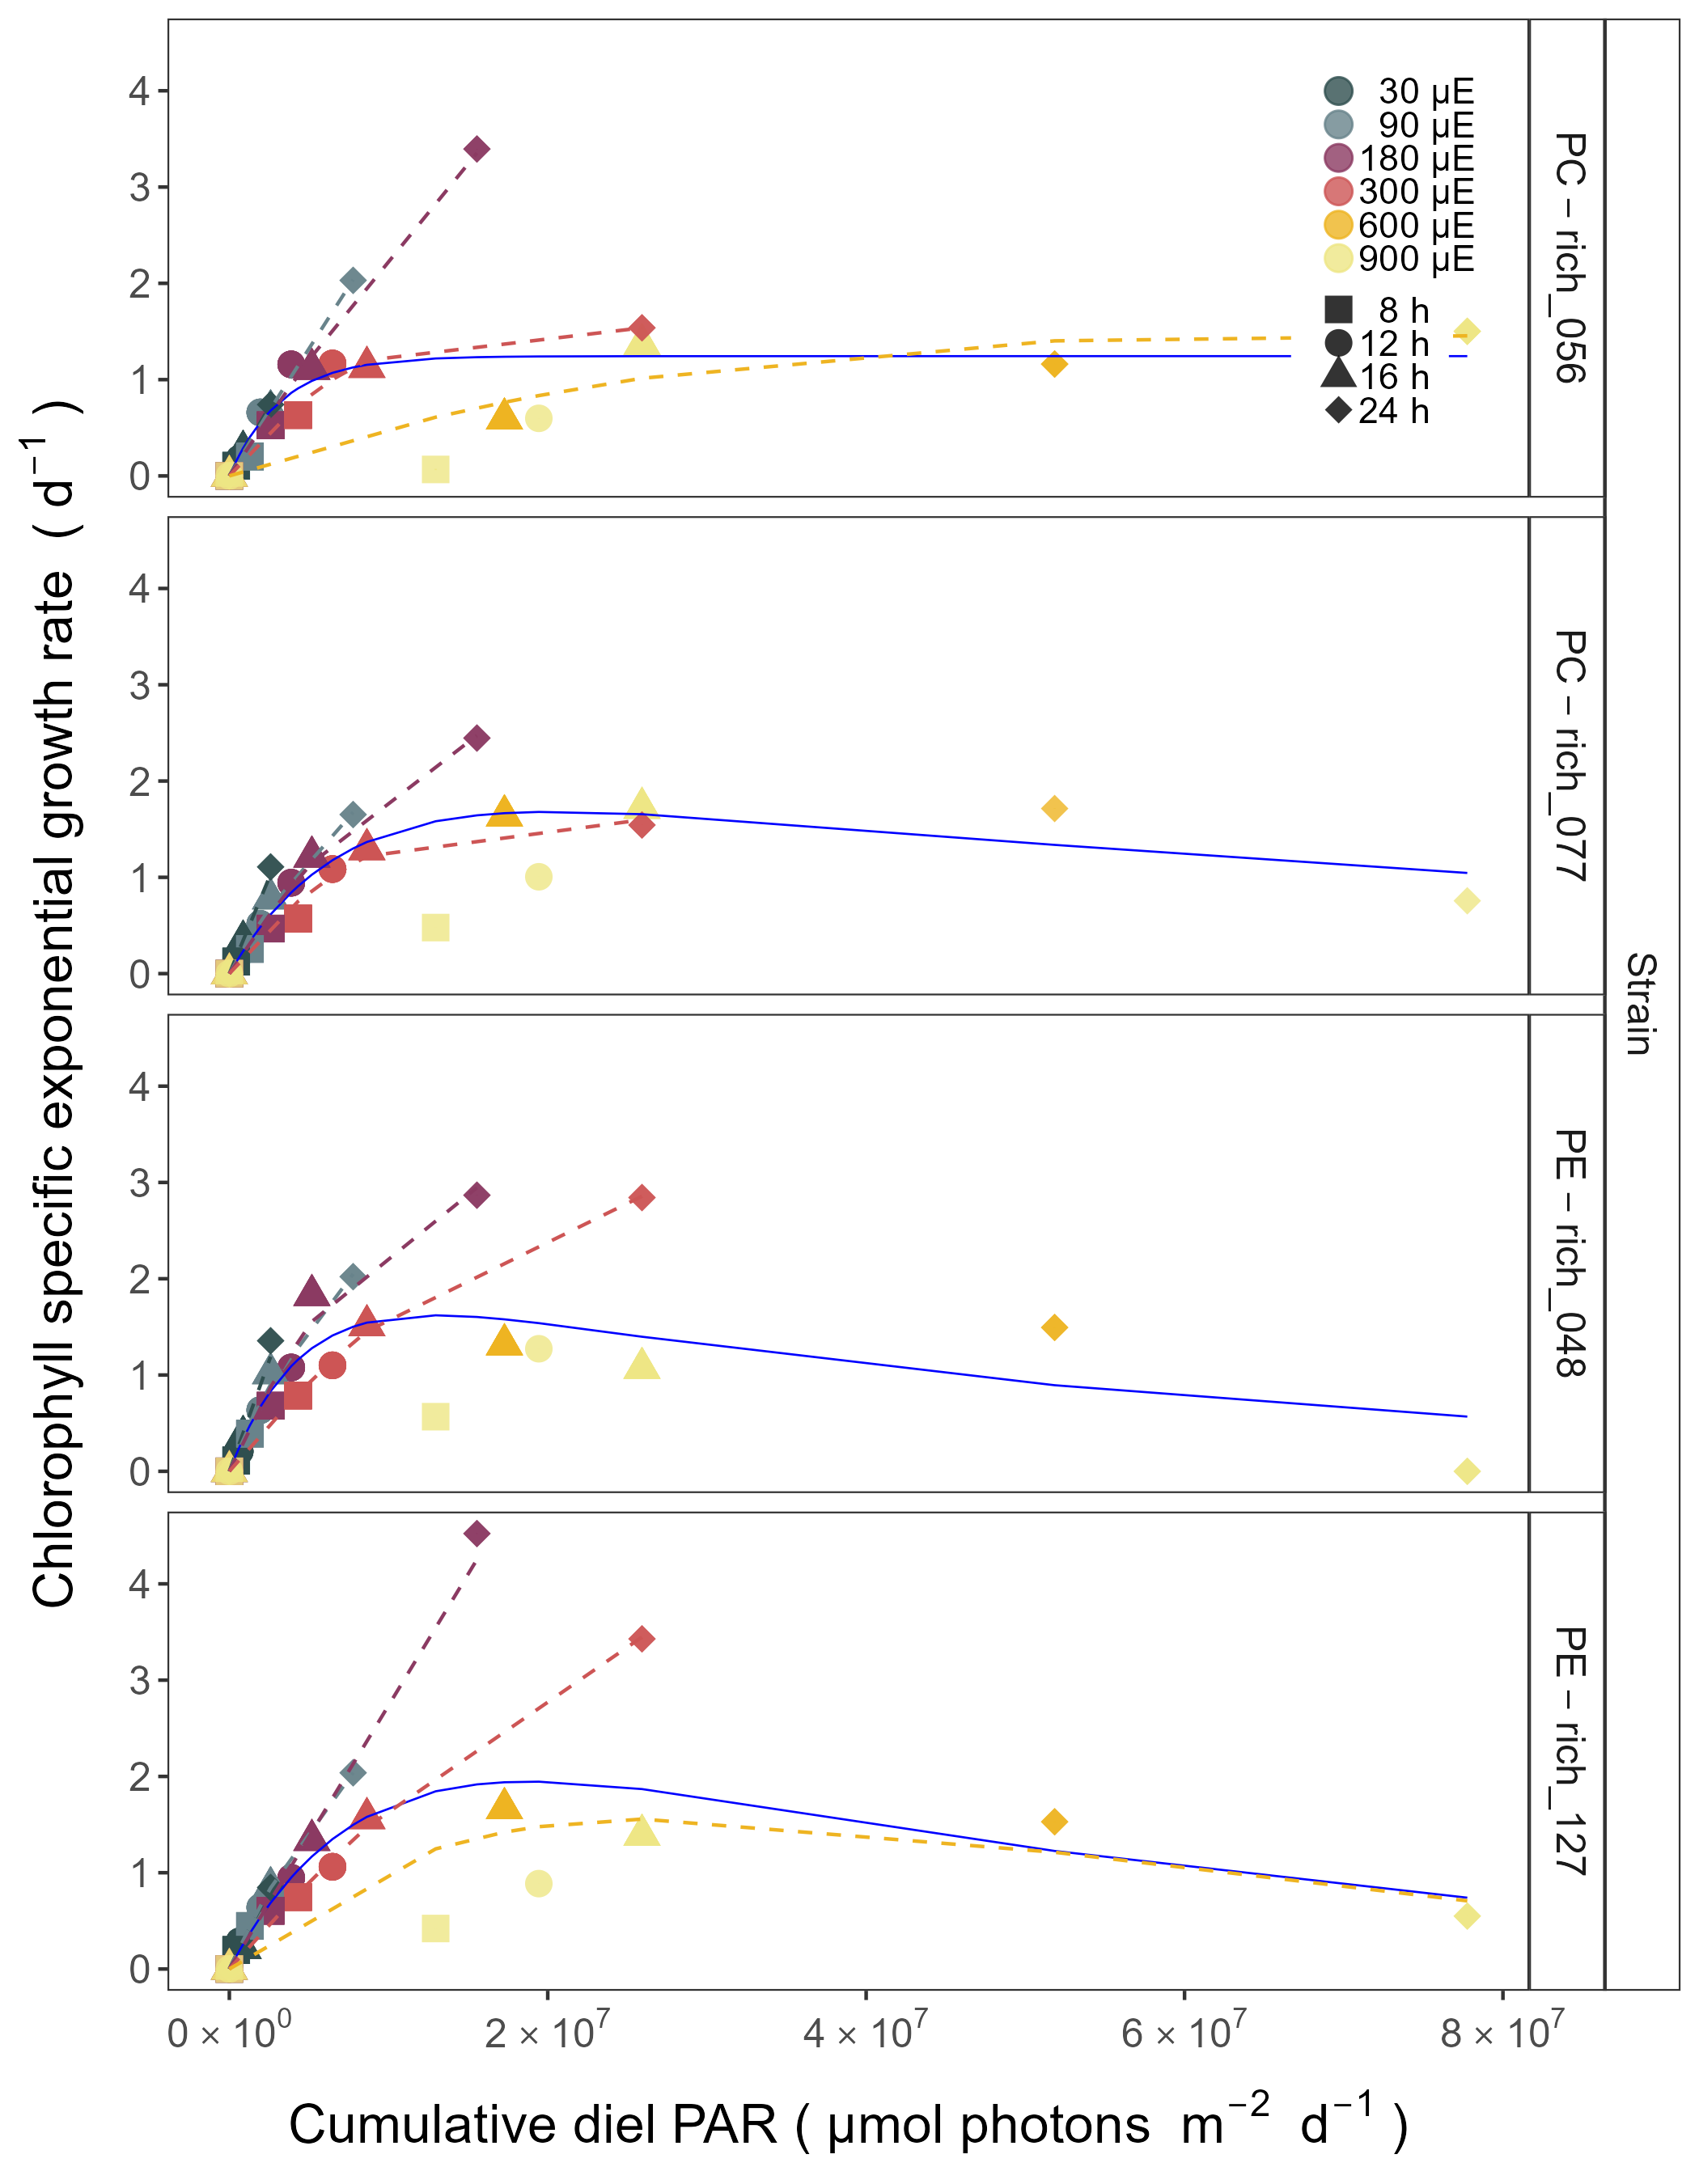 Chlorophyll specific exponential growth rate ( d⁻¹ )
4
3
2
1
0
30 µE
90 µE
180 µE
300 µE
600 µE
900 µE
8 h
12 h
16 h
24 h
PC − rich_056
4
3
2
1
0
PC − rich_077
4
3
2
1
0
PE − rich_048
4
3
2
1
0
PE − rich_127
Strain
0 × 10⁰
2 × 10⁷
4 × 10⁷
6 × 10⁷
8 × 10⁷
Cumulative diel PAR ( µmol photons m⁻² d⁻¹ )